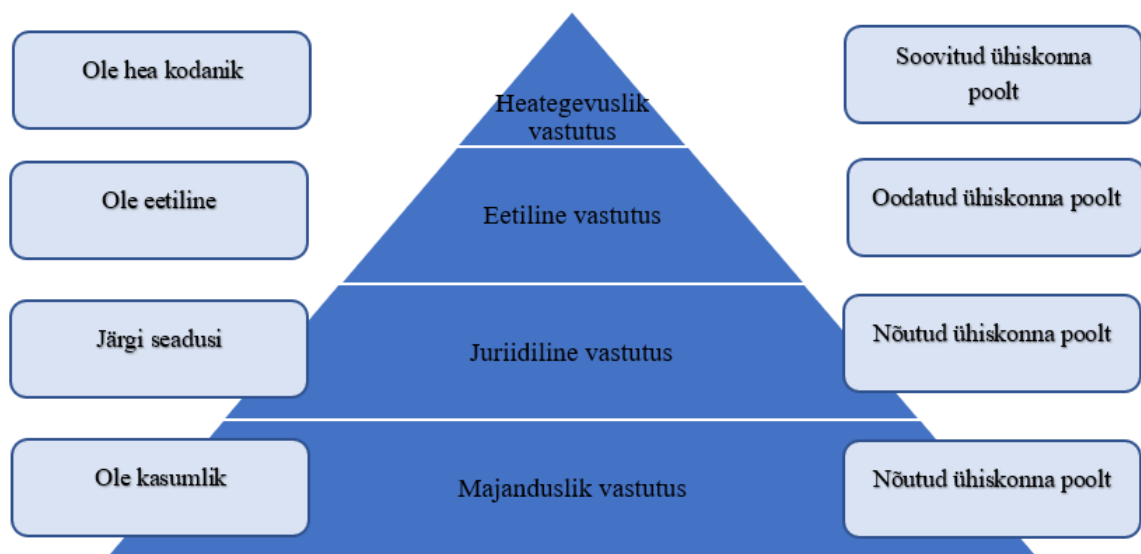 Ole hea kodanik
Heategevuslik
vastutus
Soovitud ühiskonna
poolt
Ole eetiline
Eetiline vastutus
Oodatud ühiskonna poolt
Järgi seadusi
Juriidiline vastutus
Nõutud ühiskonna poolt
Ole kasumlik
Majanduslik vastutus
Nõutud ühiskonna poolt